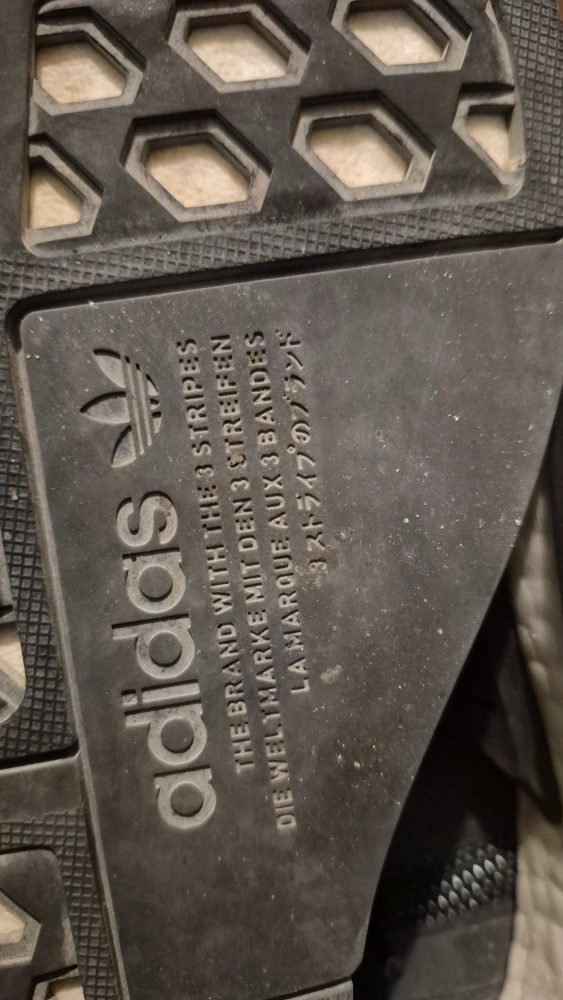 adidas
THE BRAND WITH THE 3 STRIPES
DIE WELTMARKE MIT DEN 3 STREIFEN
LA MARQUE AUX 3 BANDES
3ストライプのブランド